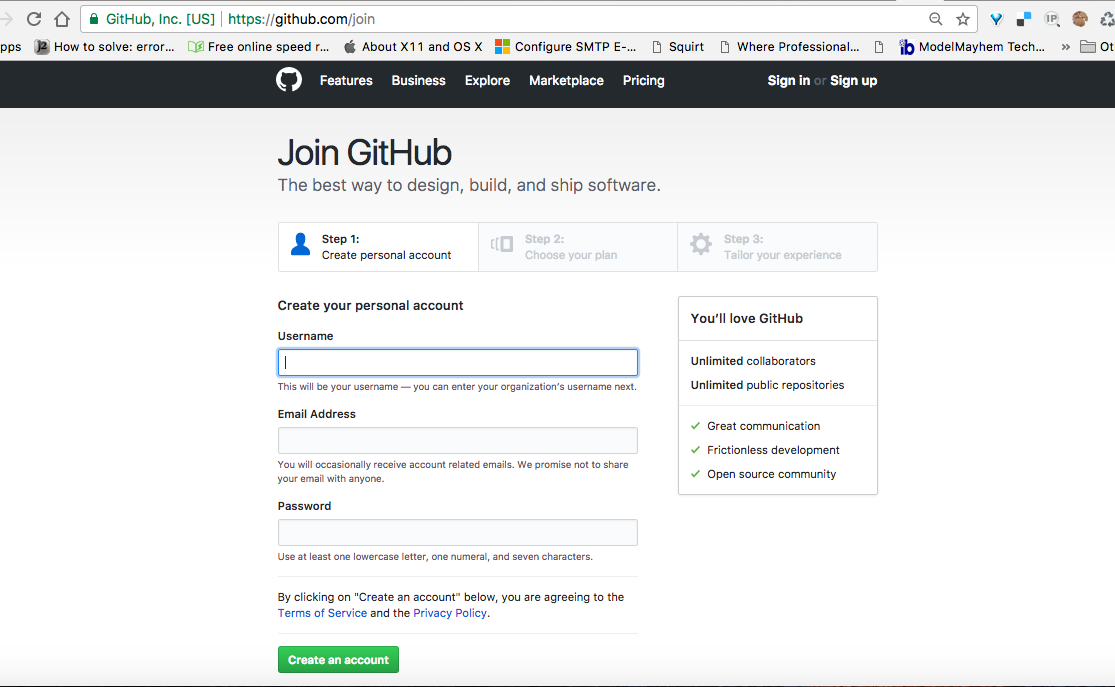 GitHub, Inc. [US] | https://github.com/join
pps How to solve: error... Free online speed r... About X11 and OS X Configure SMTP E-... Squirt Where Professional... ModelMayhem Tech... » Ot
Features Business Explore Marketplace Pricing Sign in or Sign up
Join GitHub
The best way to design, build, and ship software.
Step 1:
Create personal account
Step 2:
Choose your plan
Step 3:
Tailor your experience
Create your personal account
Username
This will be your username — you can enter your organization's username next.
Email Address
You will occasionally receive account related emails. We promise not to share
your email with anyone.
Password
Use at least one lowercase letter, one numeral, and seven characters.
By clicking on "Create an account" below, you are agreeing to the
Terms of Service and the Privacy Policy.
Create an account
You'll love GitHub
Unlimited collaborators
Unlimited public repositories
Great communication
Frictionless development
Open source community